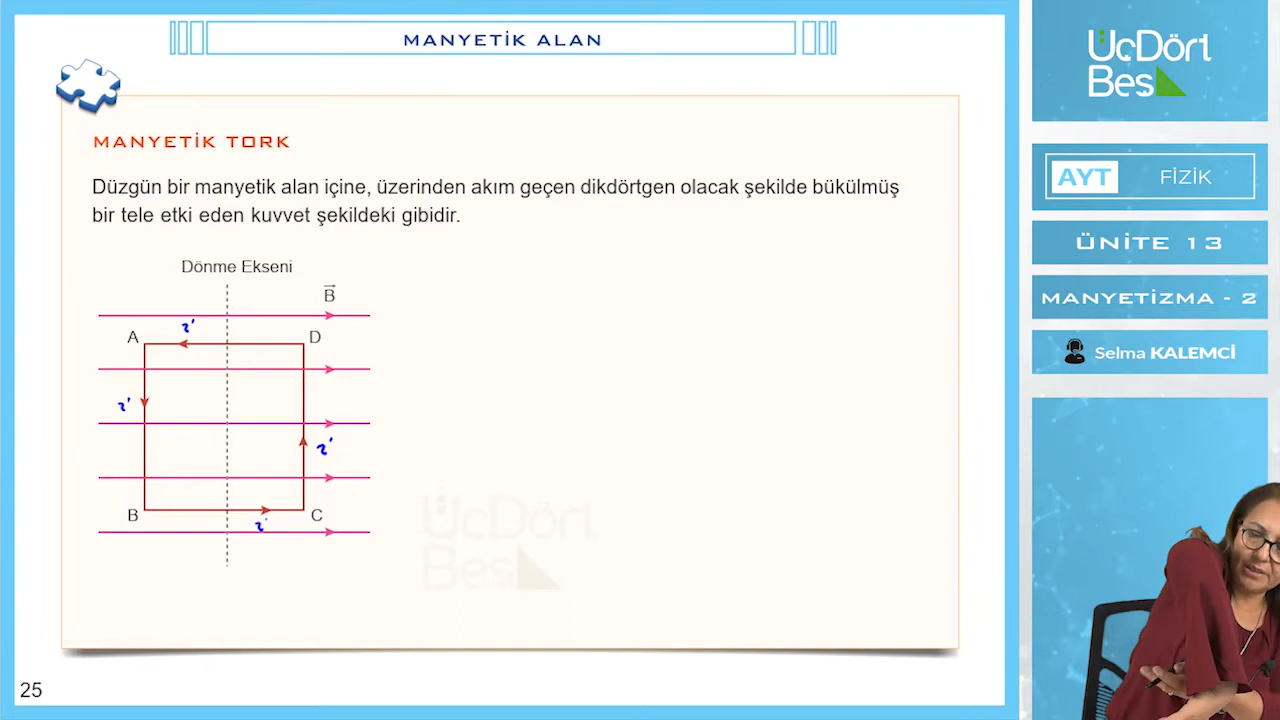 MANYETİK ALAN
MANYETİK TORK
Düzgün bir manyetik alan içine, üzerinden akım geçen dikdörtgen olacak şekilde bükülmüş
bir tele etki eden kuvvet şekildeki gibidir.
Dönme Ekseni
B
i
A
D
i
i
B
C
i
ÜçDört
Beş
25
ÜçDört
Beş
AYT FİZİK
ÜNİTE 13
MANYETİZMA - 2
Selma KALEMCİ